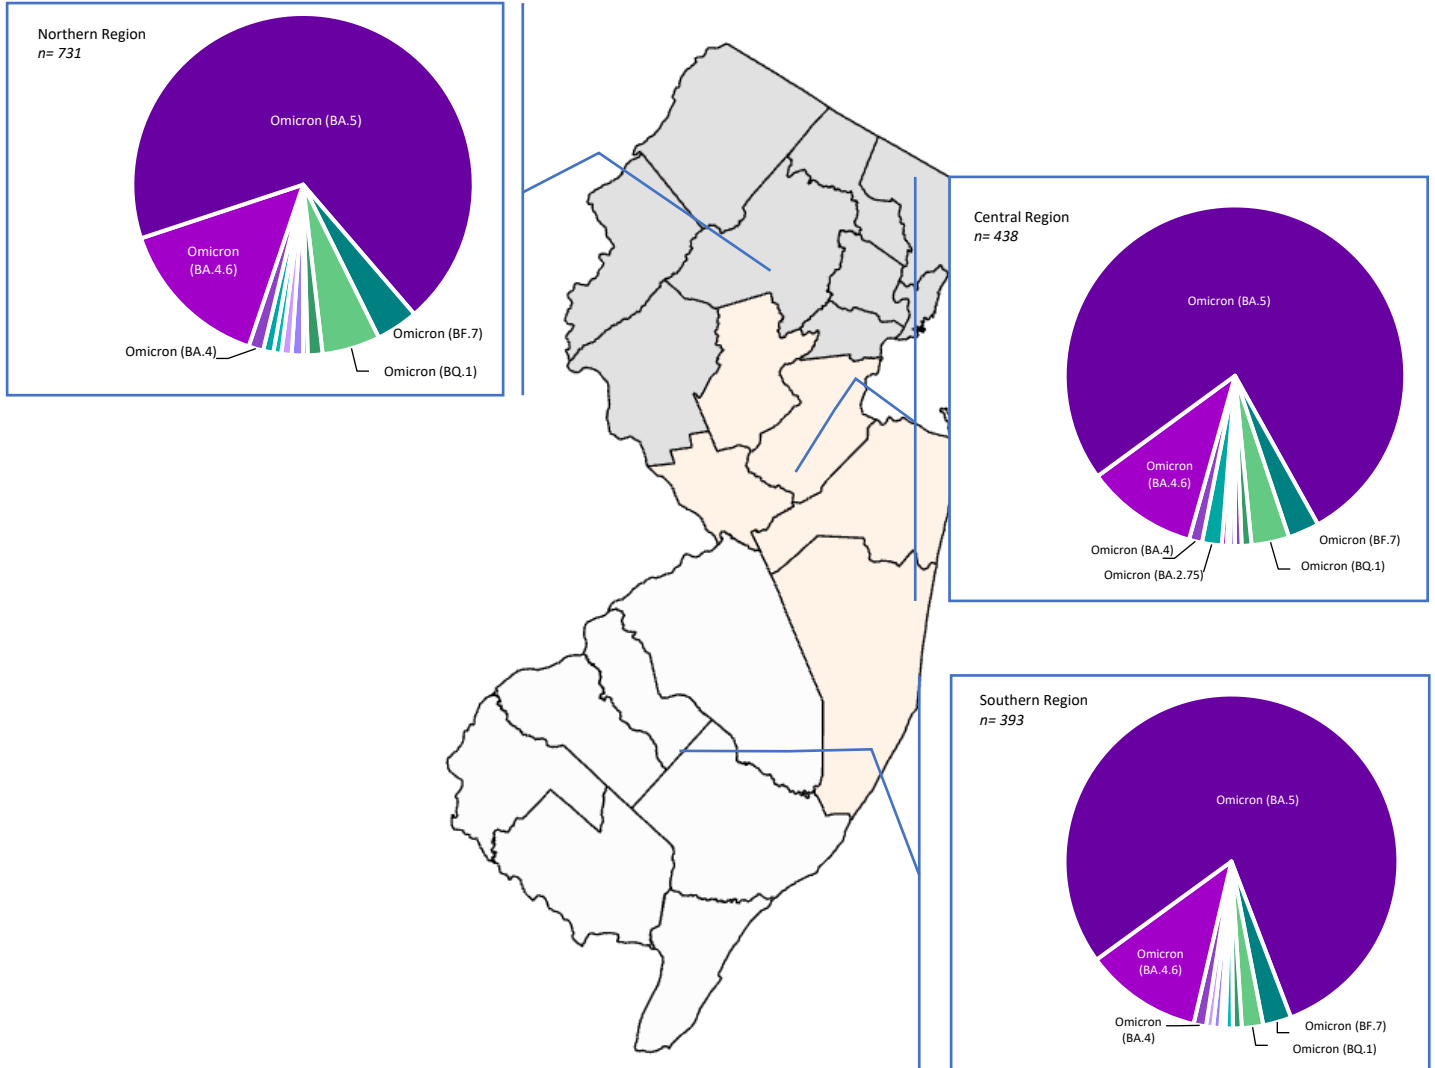 Northern Region
n= 731
Omicron (BA.5)
Omicron
(BA.4.6)
Omicron (BF.7)
Omicron (BA.4)
Omicron (BQ.1)
Central Region
n= 438
Omicron (BA.5)
Omicron
(BA.4.6)
Omicron (BF.7)
Omicron (BA.4)
Omicron (BQ.1)
Omicron (BA.2.75)
Southern Region
n= 393
Omicron (BA.5)
Omicron
(BA.4.6)
Omicron
(BA.4)
Omicron (BF.7)
Omicron (BQ.1)